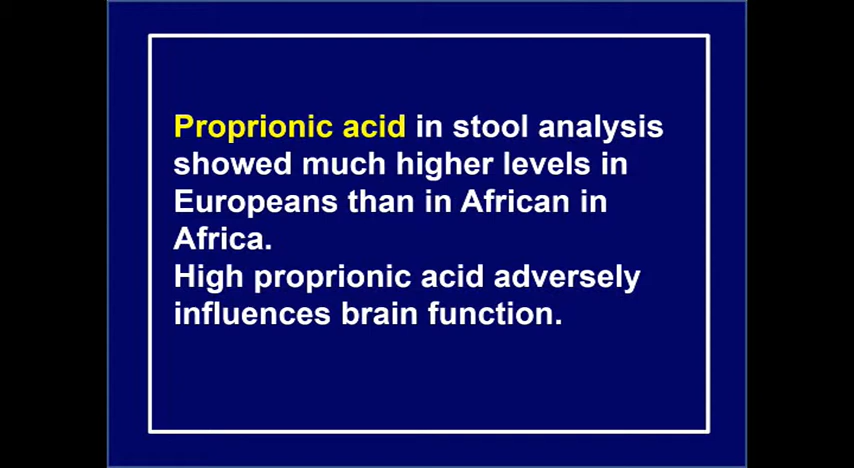 Proprionic acid in stool analysis
showed much higher levels in
Europeans than in African in
Africa.
High proprionic acid adversely
influences brain function.